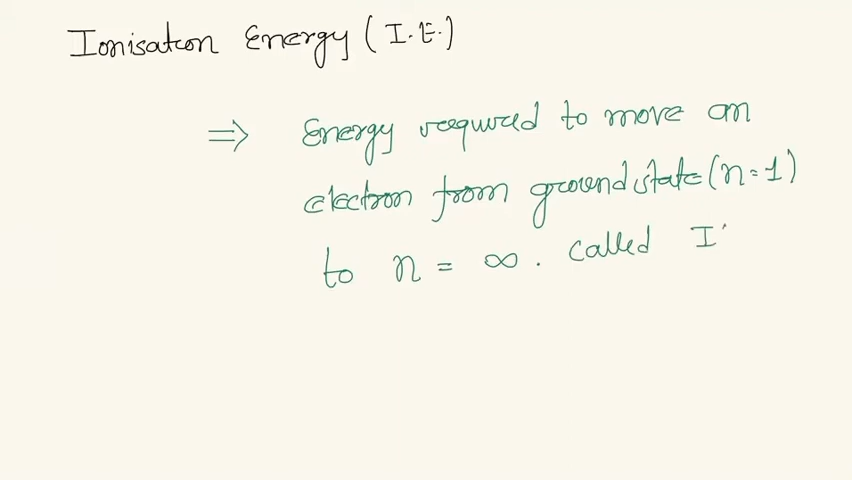 Ionisation Energy (I.E.)
⇒ Energy required to move an
electron from ground state (n=1)
to n = ∞. called I